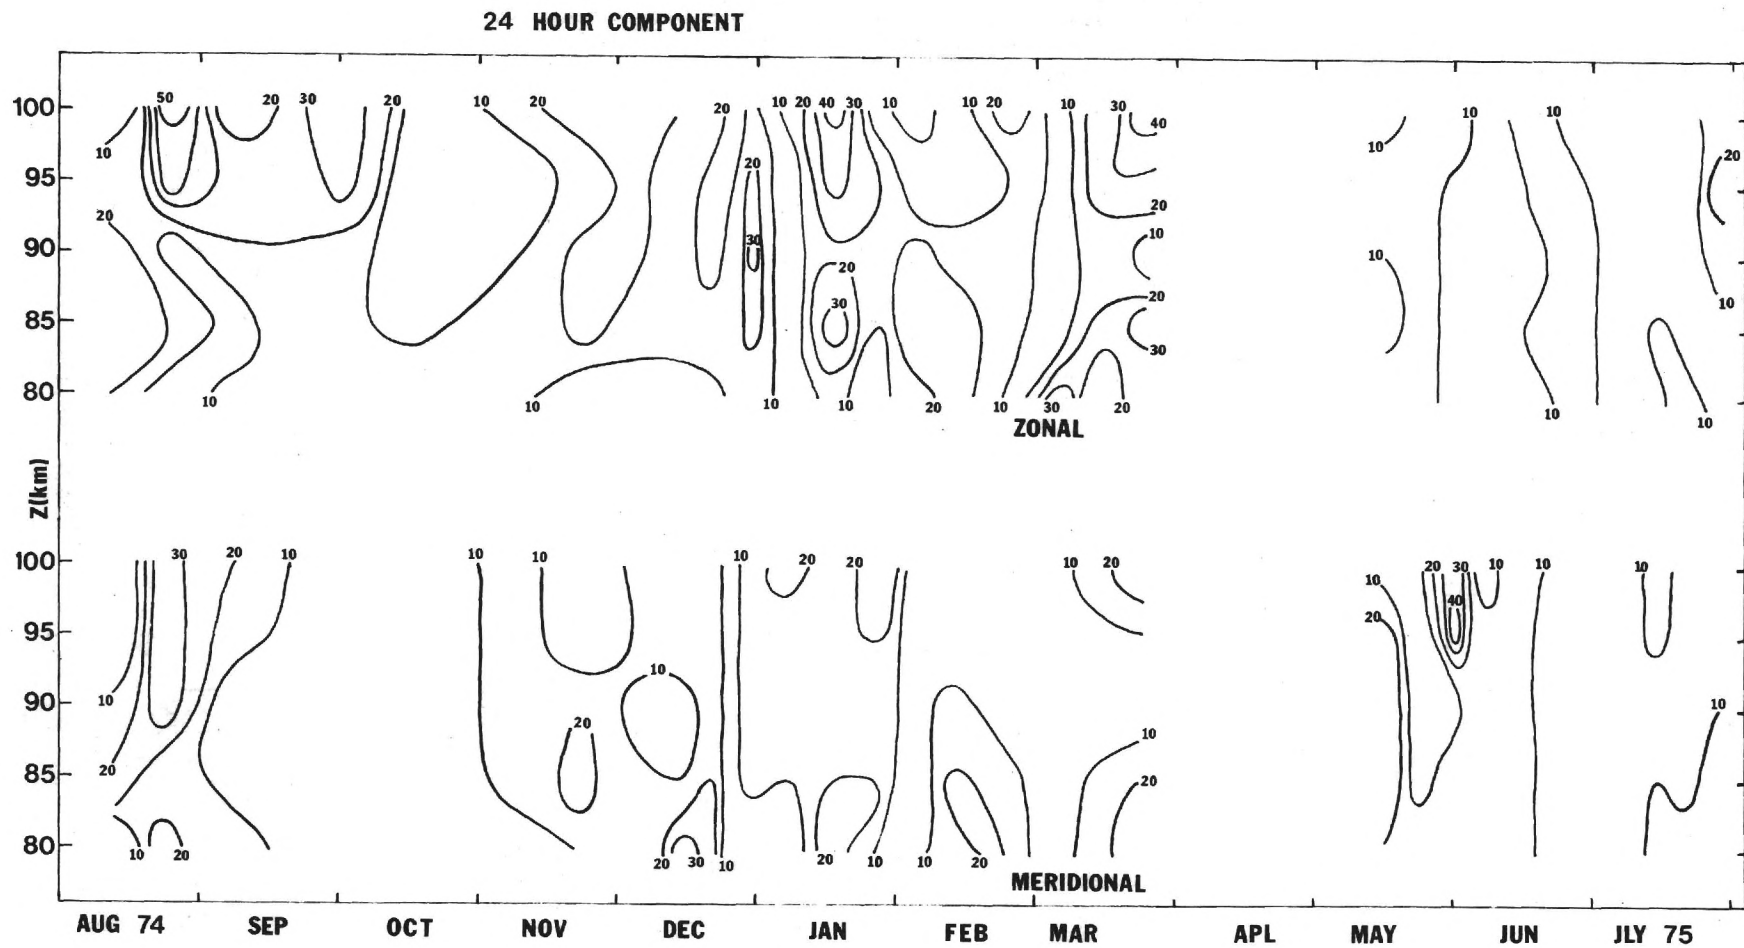 24 HOUR COMPONENT
100 50 20 30 20 10 20 20 10 20 40 30 10 10 20 10 30 40 10 10
10 95 20 10 20
20 20
90 30 10 10
20 20 10
85 30 30
80 10 10 10 10 20 10 30 20 10 10
ZONAL
Z(km)
100 30 20 10 10 10 10 20 20 10 20 10 20 30 10 10 10
40
95 20
90 10 10 10
20 10
85 20 20
80 10 20 20 30 10 20 10 10 20
MERIDIONAL
AUG 74 SEP OCT NOV DEC JAN FEB MAR APL MAY JUN JLY 75